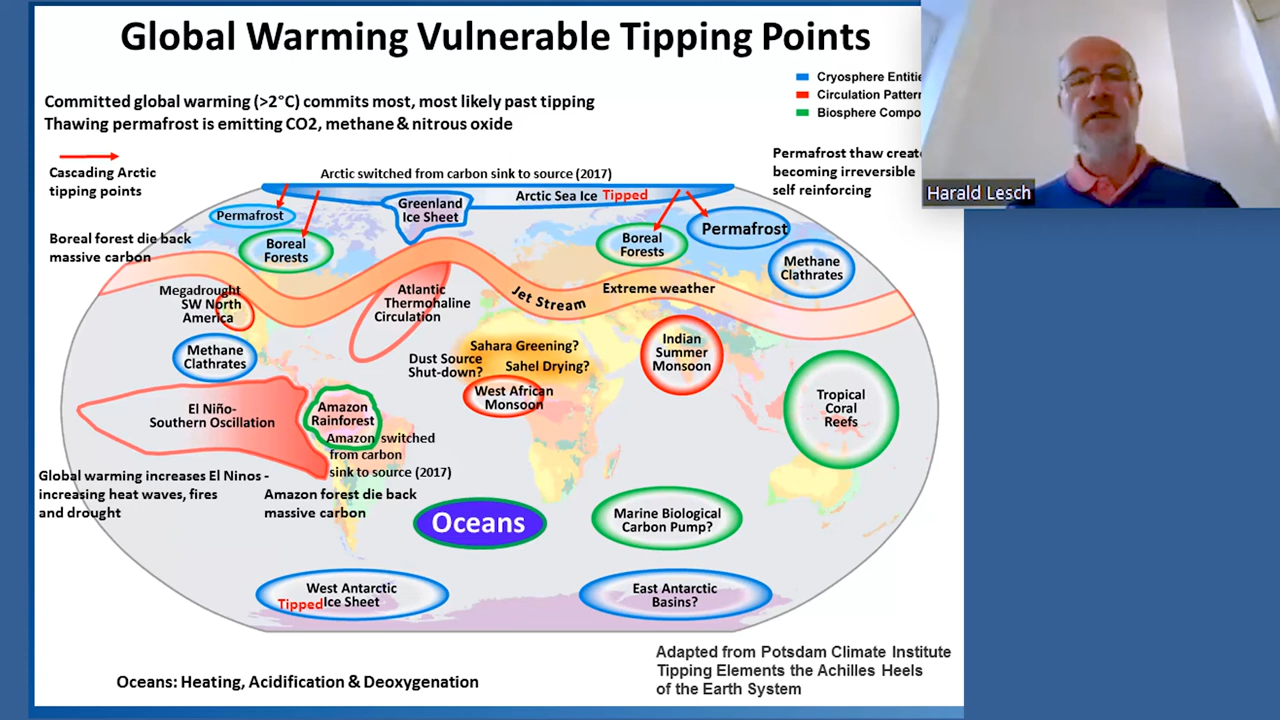 Global Warming Vulnerable Tipping Points
Cryosphere Entitie
Circulation Pattern
Biosphere Compo
Committed global warming (>2°C) commits most, most likely past tipping
Thawing permafrost is emitting CO2, methane & nitrous oxide
Harald Lesch
Cascading Arctic
tipping points
Arctic switched from carbon sink to source (2017)
Permafrost thaw create
becoming irreversible
self reinforcing
Arctic Sea Ice Tipped
Greenland
Ice Sheet
Permafrost
Boreal
Forests
Boreal
Forests
Permafrost
Boreal forest die back
massive carbon
Methane
Clathrates
Megadrought
SW North
America
Atlantic
Thermohaline
Circulation
Jet Stream
Extreme weather
Methane
Clathrates
Sahara Greening?
Dust Source
Shut-down?
Sahel Drying?
West African
Monsoon
Indian
Summer
Monsoon
Tropical
Coral
Reefs
El Niño-
Southern Oscillation
Amazon
Rainforest
Amazon switched
from carbon
sink to source (2017)
Global warming increases El Ninos -
increasing heat waves, fires
and drought
Amazon forest die back
massive carbon
Oceans
Marine Biological
Carbon Pump?
West Antarctic
Tipped Ice Sheet
East Antarctic
Basins?
Oceans: Heating, Acidification & Deoxygenation
Adapted from Potsdam Climate Institute
Tipping Elements the Achilles Heels
of the Earth System